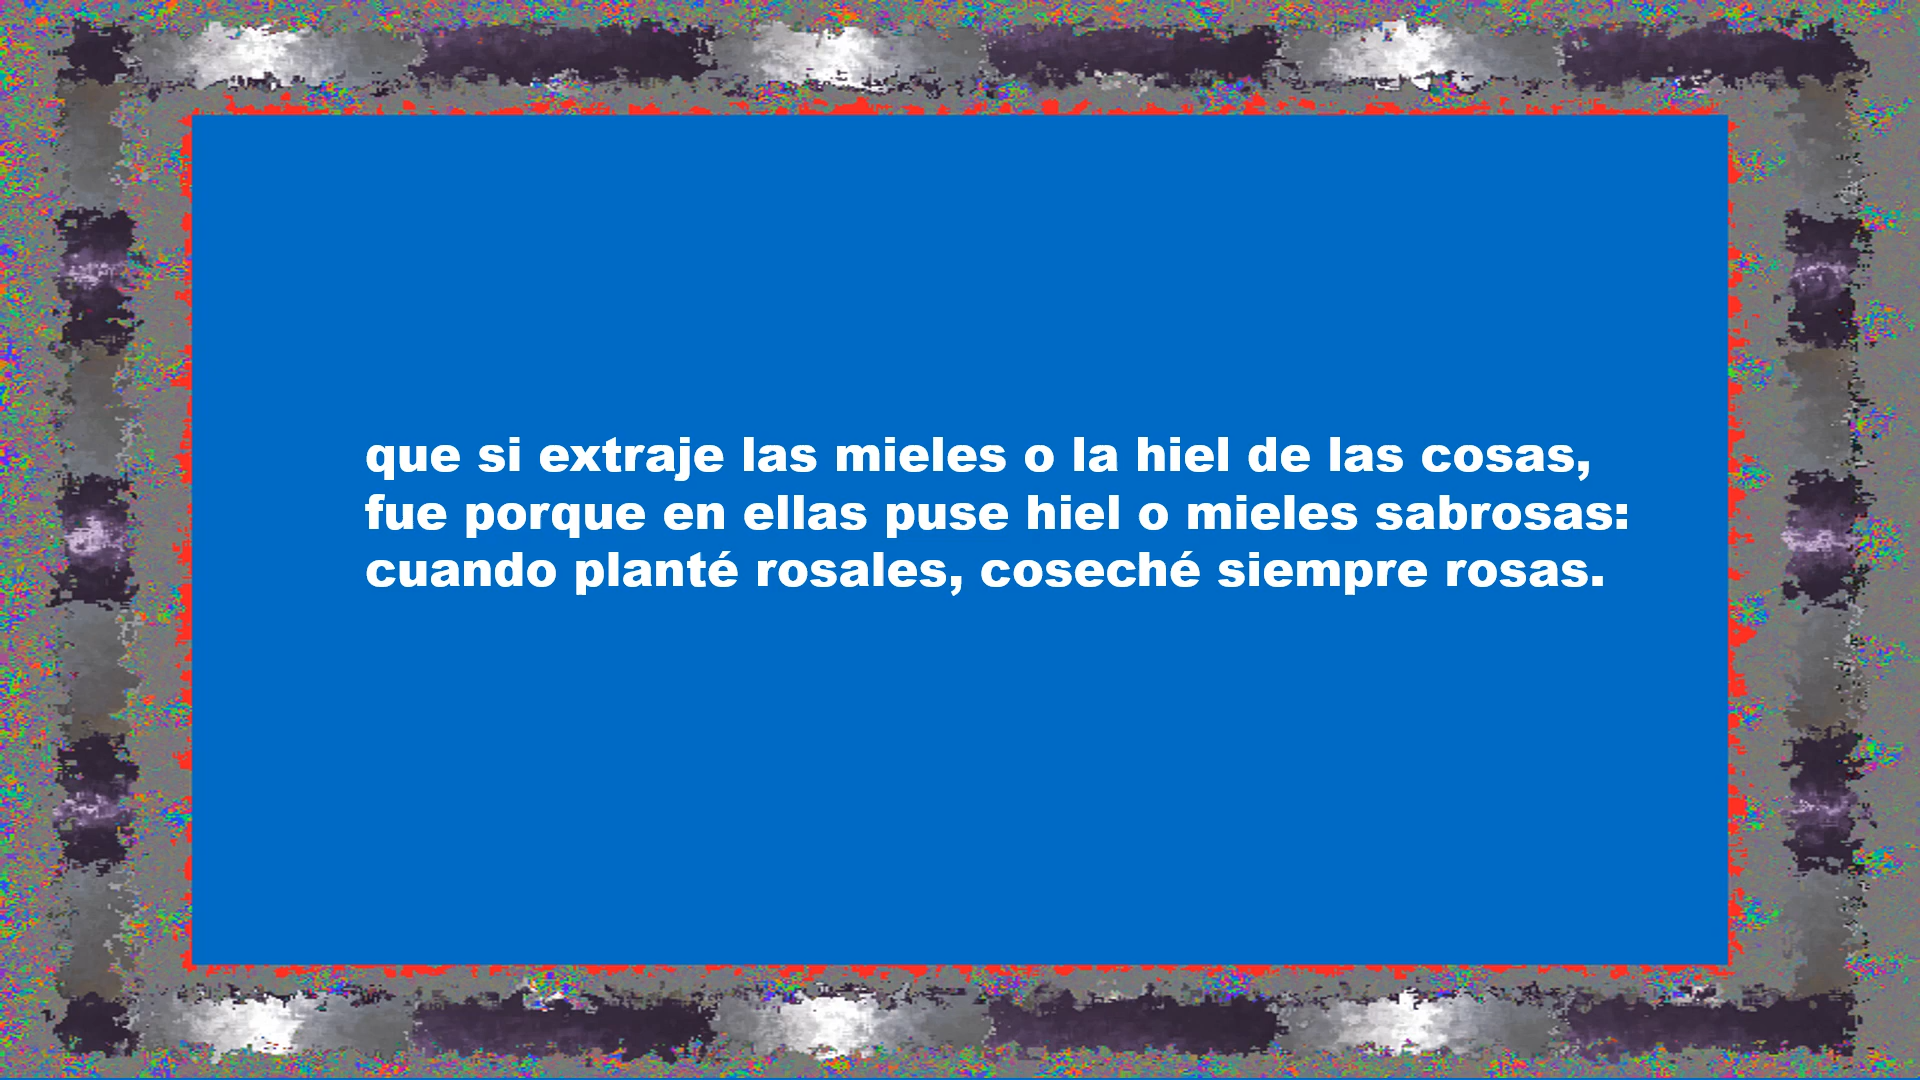 que si extraje las mieles o la hiel de las cosas,
fue porque en ellas puse hiel o mieles sabrosas:
cuando planté rosales, coseché siempre rosas.